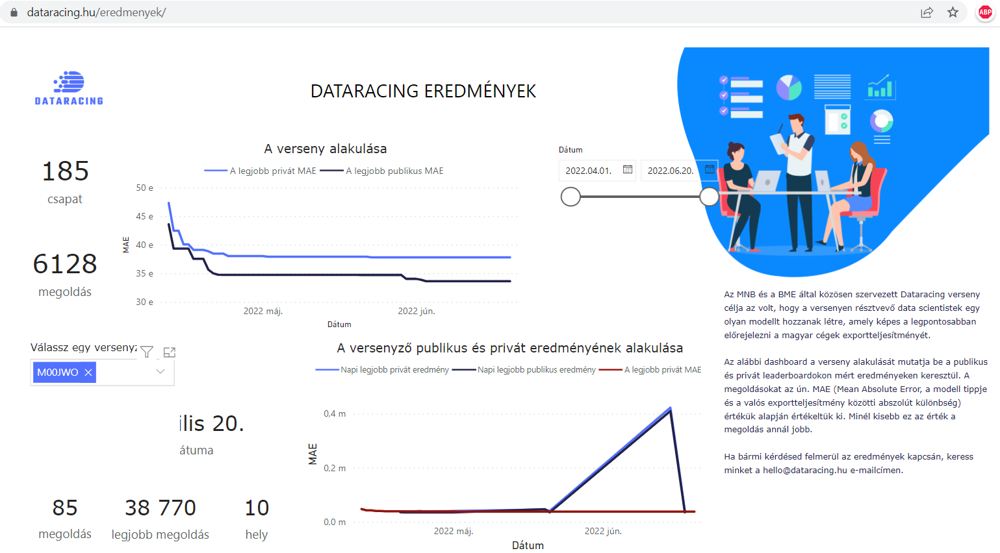 dataracing.hu/eredmenyek/
ABP
DATARACING
DATARACING EREDMÉNYEK
185
csapat
6128
megoldás
A verseny alakulása
A legjobb privát MAE
A legjobb publikus MAE
50 e
45 e
40 e
35 e
30 e
MAE
2022 máj.
2022 jún.
Dátum
Dátum
2022.04.01.
2022.06.20.
Az MNB és a BME által közösen szervezett Dataracing verseny
célja az volt, hogy a versenyen résztvevő data scientistek egy
olyan modellt hozzanak létre, amely képes a legpontosabban
előrejelezni a magyar cégek exportteljesítményét.
Az alábbi dashboard a verseny alakulását mutatja be a publikus
és privát leaderboardokon mért eredményeken keresztül. A
megoldásokat az ún. MAE (Mean Absolute Error, a modell tippje
és a valós exportteljesítmény közötti abszolút különbség)
értékük alapján értékeltük ki. Minél kisebb ez az érték a
megoldás annál jobb.
Ha bármi kérdésed felmerül az eredmények kapcsán, keress
minket a hello@dataracing.hu e-mailcímen.
Válassz egy versenyz
M00JWO
ilis 20.
átuma
85
megoldás
38 770
legjobb megoldás
10
hely
A versenyző publikus és privát eredményének alakulása
Napi legjobb privát eredmény
Napi legjobb publikus eredmény
A legjobb privát MAE
0,4 m
0,2 m
0,0 m
MAE
2022 máj.
2022 jún.
Dátum